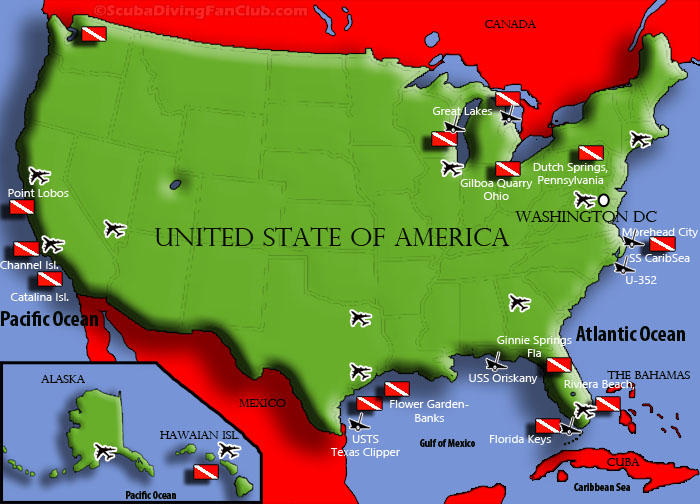 ©ScubaDivingFanClub.com
CANADA
Great Lakes
Gilboa Quarry
Ohio
Dutch Springs,
Pennsylvania
Point Lobos
WASHINGTON DC
UNITED STATE OF AMERICA
Morehead City
SS CaribSea
U-352
Channel Isl.
Catalina Isl.
Pacific Ocean
Atlantic Ocean
Ginnie Springs
Fla
USS Oriskany
THE BAHAMAS
Riviera Beach,
ALASKA
MEXICO
Flower Garden-
Banks
HAWAIAN ISL.
USTS
Texas Clipper
Gulf of Mexico
Florida Keys
CUBA
Pacific Ocean
Caribbean Sea